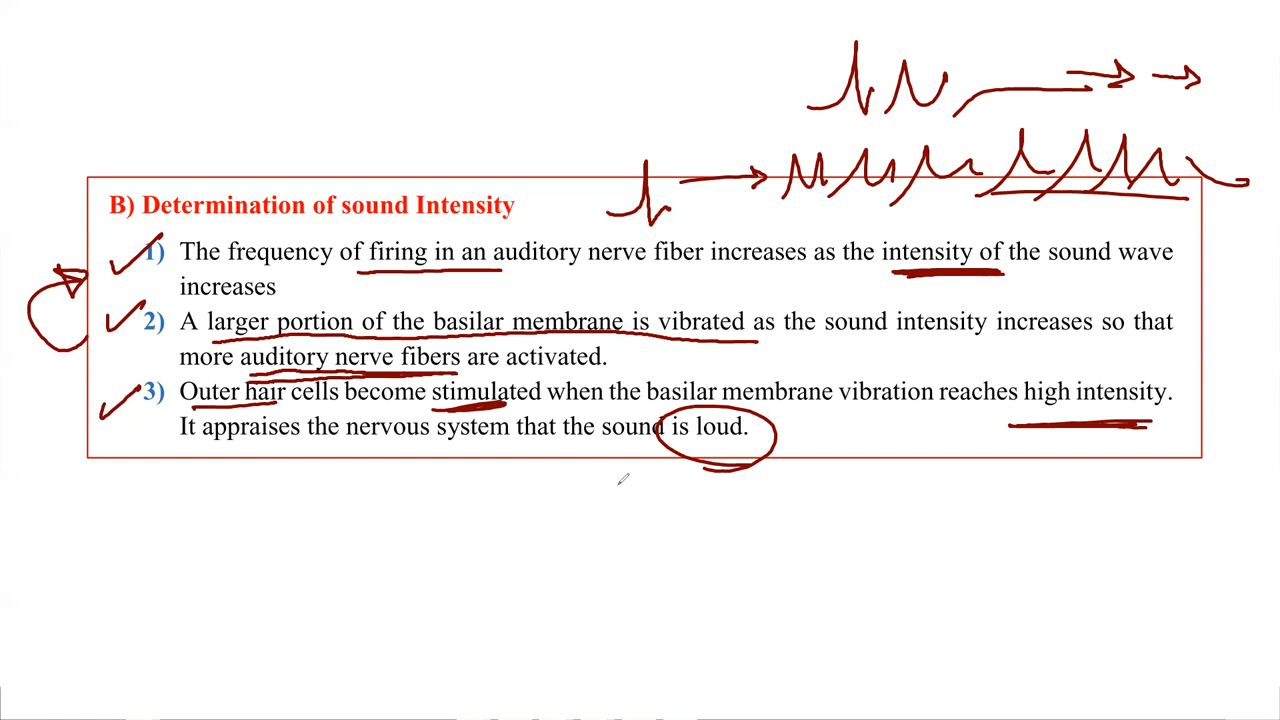 B) Determination of sound Intensity
1) The frequency of firing in an auditory nerve fiber increases as the intensity of the sound wave
increases
2) A larger portion of the basilar membrane is vibrated as the sound intensity increases so that
more auditory nerve fibers are activated.
3) Outer hair cells become stimulated when the basilar membrane vibration reaches high intensity.
It appraises the nervous system that the sound is loud.